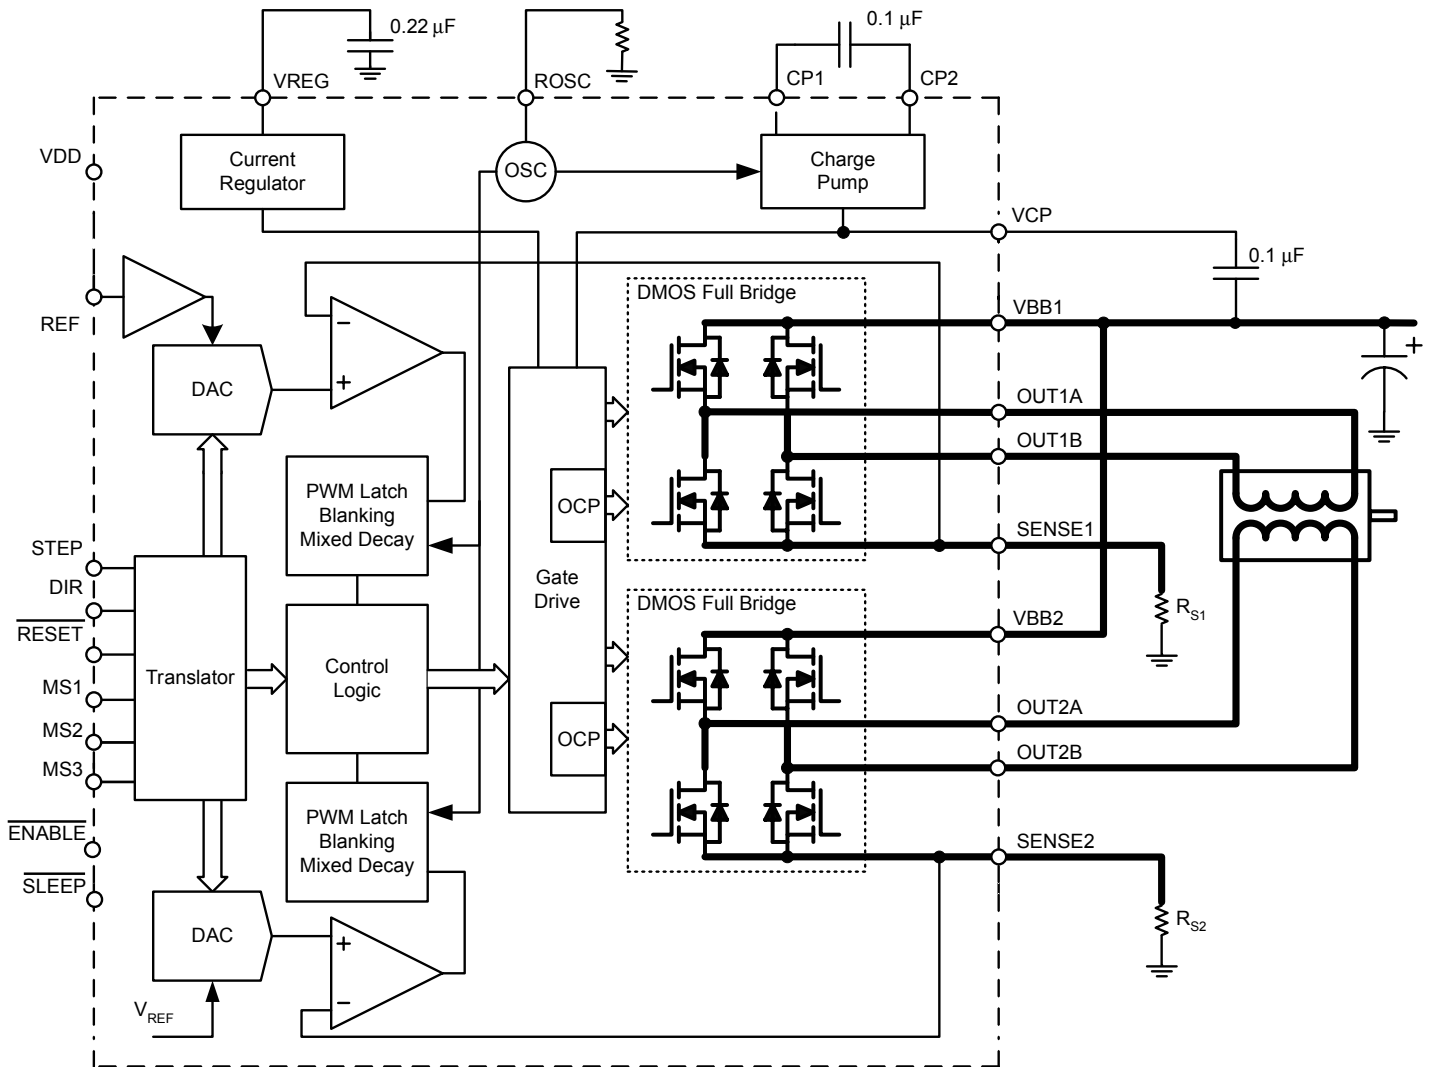 0.22 μF
0.1 μF
VREG
ROSC
CP1
CP2
VDD
Current
Regulator
OSC
Charge
Pump
VCP
0.1 μF
REF
DMOS Full Bridge
VBB1
−
+
+
DAC
OUT1A
OUT1B
PWM Latch
Blanking
Mixed Decay
OCP
SENSE1
STEP
DIR
RESET
MS1
MS2
MS3
Translator
Control
Logic
Gate
Drive
DMOS Full Bridge
RS1
VBB2
OUT2A
OCP
OUT2B
ENABLE
SLEEP
PWM Latch
Blanking
Mixed Decay
SENSE2
DAC
+
−
RS2
VREF